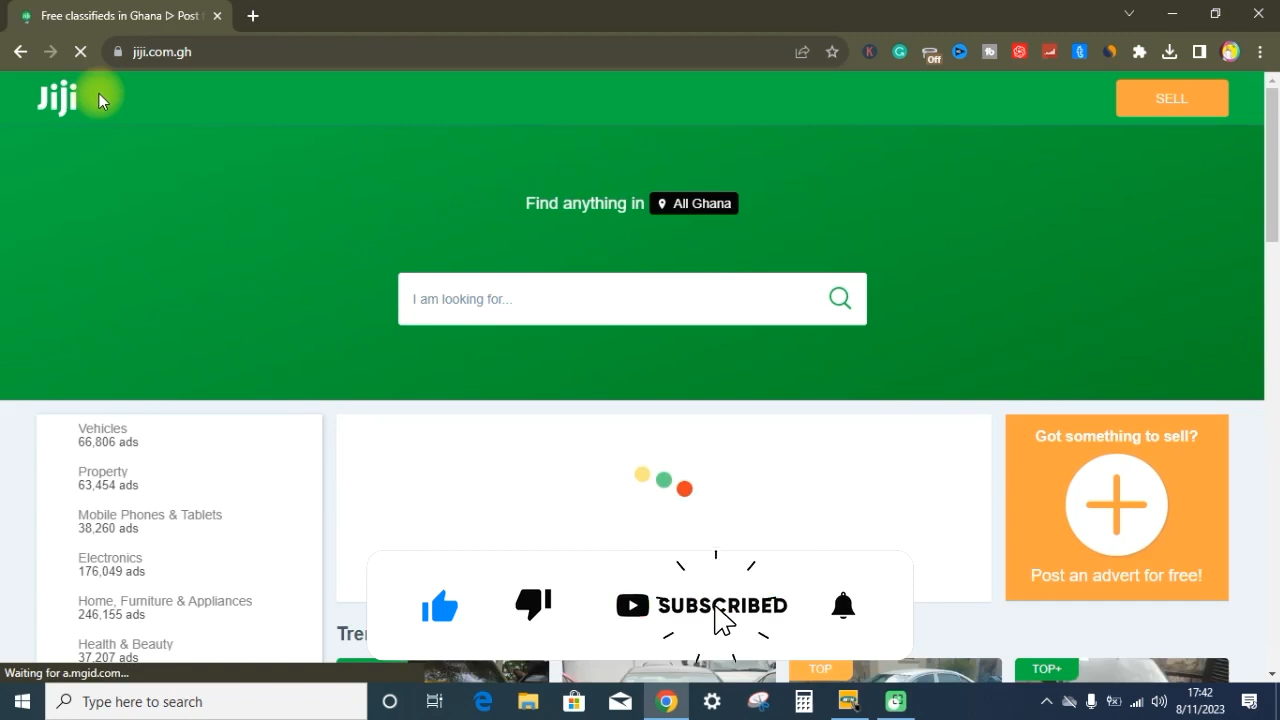 Free classifieds in Ghana ▷ Post
jiji.com.gh
Off
Jiji
SELL
Find anything in All Ghana
I am looking for...
Vehicles
66,806 ads
Property
63,454 ads
Mobile Phones & Tablets
38,260 ads
Electronics
176,049 ads
Home, Furniture & Appliances
246,155 ads
Health & Beauty
37,207 ads
Got something to sell?
Post an advert for free!
SUBSCRIBED
TOP
TOP+
Waiting for a.mgid.com...
Type here to search
17:42
8/11/2023